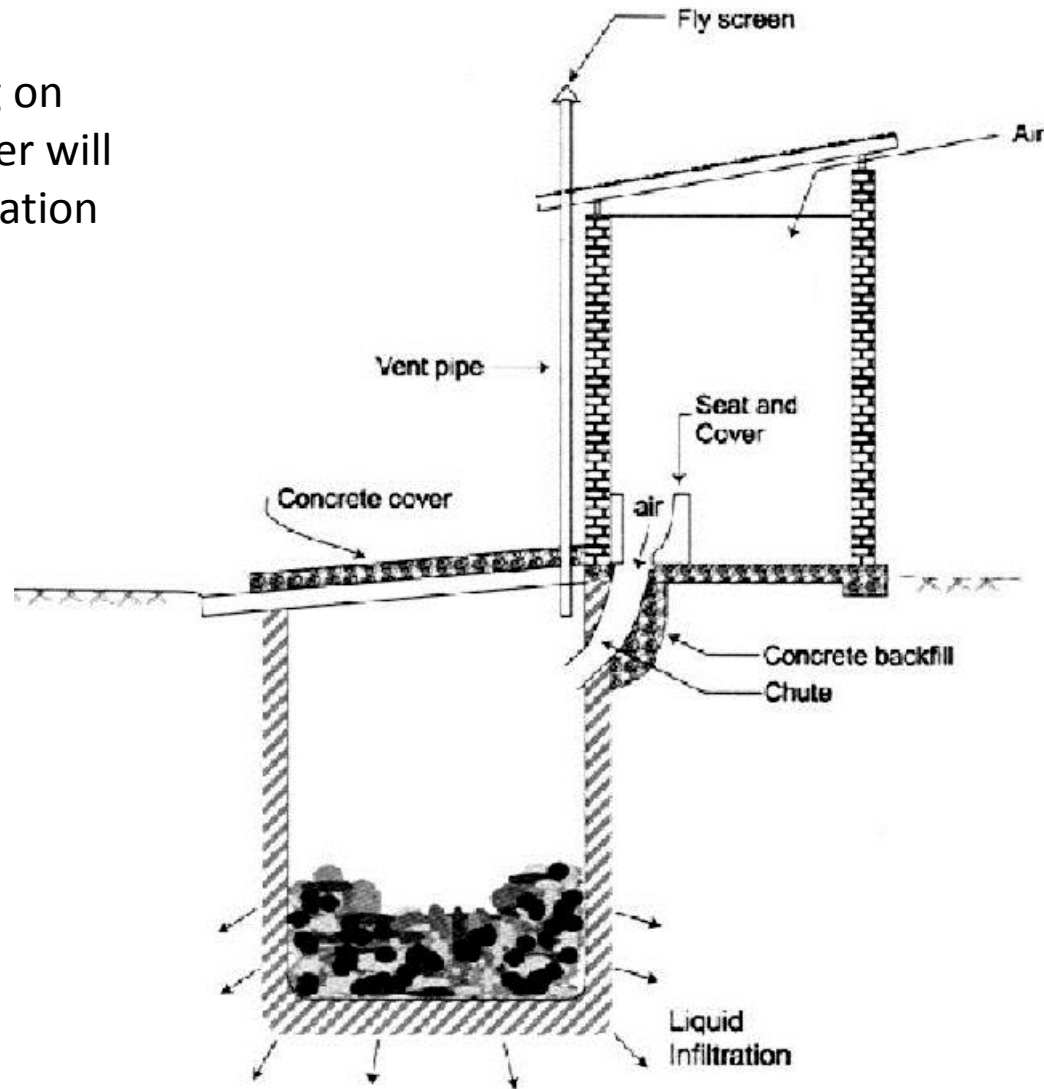 Fly screen
on
er will
ation
Air
Vent pipe
Seat and
Cover
Concrete cover
air
Concrete backfill
Chute
Liquid
Infiltration